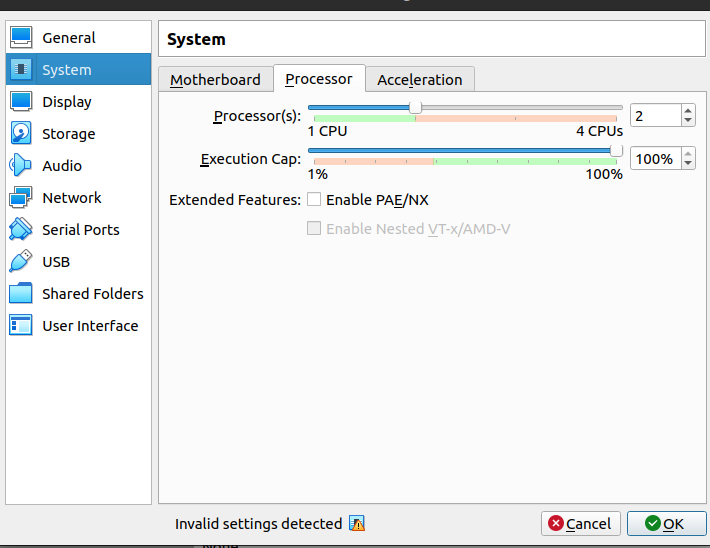 General
System
Display
Storage
Audio
Network
Serial Ports
USB
Shared Folders
User Interface
System
Motherboard Processor Acceleration
Processor(s): 2
1 CPU 4 CPUs
Execution Cap: 100%
1% 100%
Extended Features: Enable PAE/NX
Enable Nested VT-x/AMD-V
Invalid settings detected Cancel OK